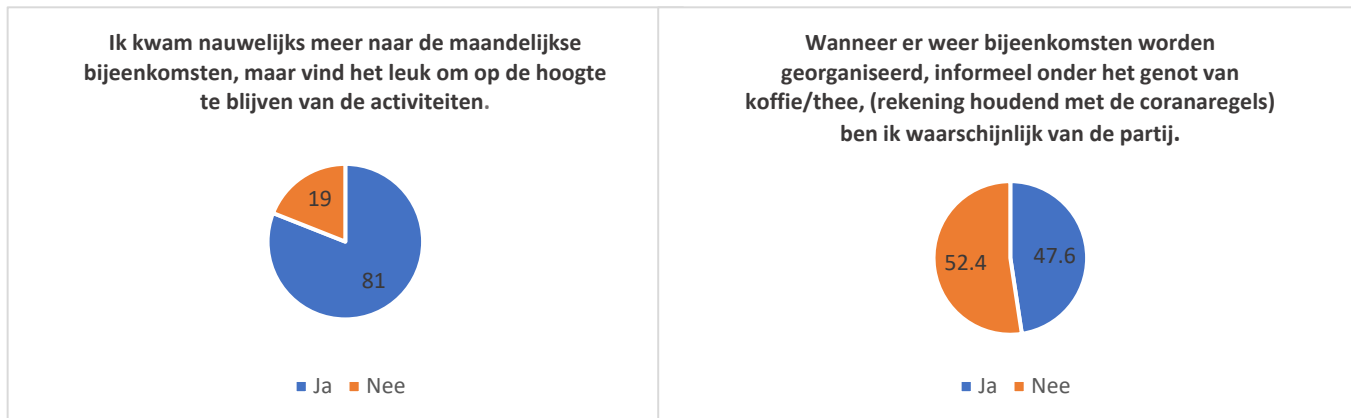 Ik kwam nauwelijks meer naar de maandelijkse
bijeenkomsten, maar vind het leuk om op de hoogte
te blijven van de activiteiten.
19
81
Ja Nee
Wanneer er weer bijeenkomsten worden
georganiseerd, informeel onder het genot van
koffie/thee, (rekening houdend met de coranaregels)
ben ik waarschijnlijk van de partij.
52.4
47.6
Ja Nee